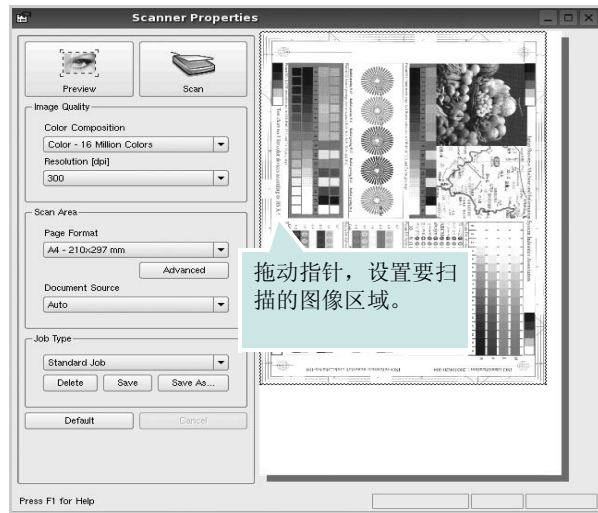 Scanner Properties
Preview
Scan
Image Quality
Color Composition
Color - 16 Million Colors
Resolution [dpi]
300
Scan Area
Page Format
A4 - 210x297 mm
Advanced
Document Source
Auto
Job Type
Standard Job
Delete
Save
Save As...
Default
Cancel
拖动指针，设置要扫
描的图像区域。
Press F1 for Help